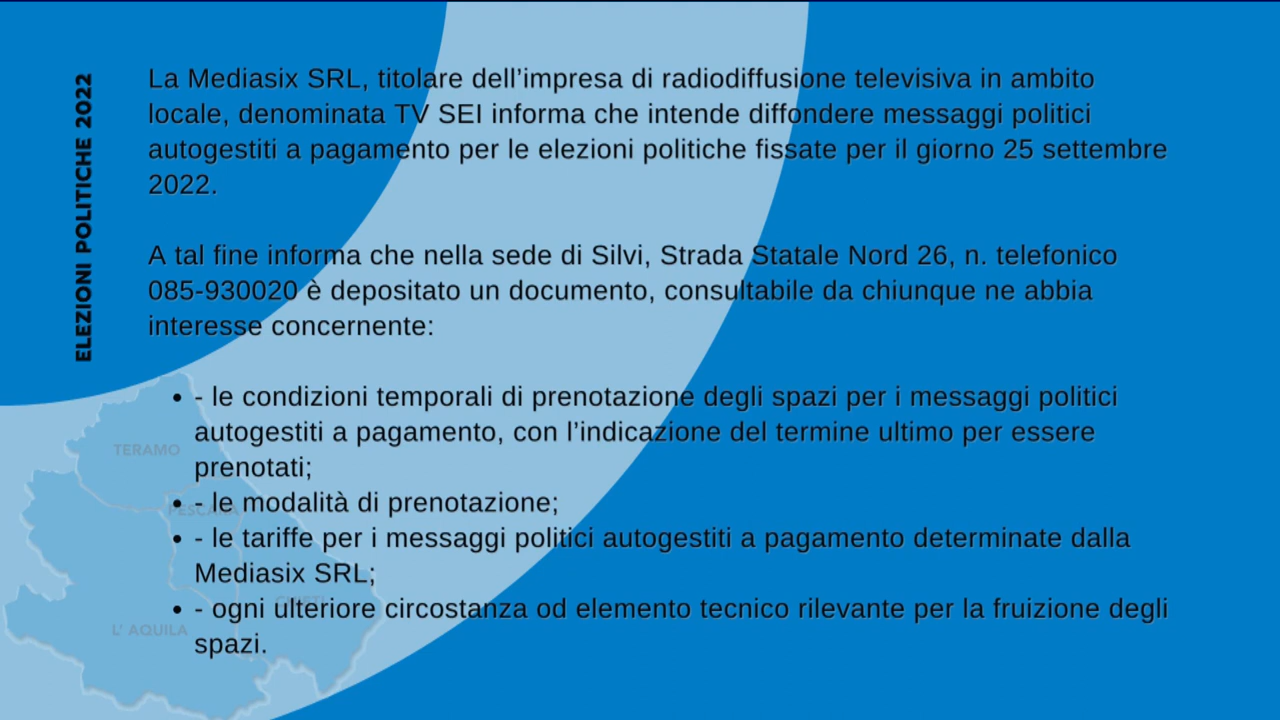 ELEZIONI POLITICHE 2022
La Mediasix SRL, titolare dell’impresa di radiodiffusione televisiva in ambito
locale, denominata TV SEI informa che intende diffondere messaggi politici
autogestiti a pagamento per le elezioni politiche fissate per il giorno 25 settembre
2022.
A tal fine informa che nella sede di Silvi, Strada Statale Nord 26, n. telefonico
085-930020 è depositato un documento, consultabile da chiunque ne abbia
interesse concernente:
• - le condizioni temporali di prenotazione degli spazi per i messaggi politici
autogestiti a pagamento, con l’indicazione del termine ultimo per essere
prenotati;
• - le modalità di prenotazione;
• - le tariffe per i messaggi politici autogestiti a pagamento determinate dalla
Mediasix SRL;
• - ogni ulteriore circostanza od elemento tecnico rilevante per la fruizione degli
spazi.
TERAMO
PESCARA
CHIETI
L' AQUILA